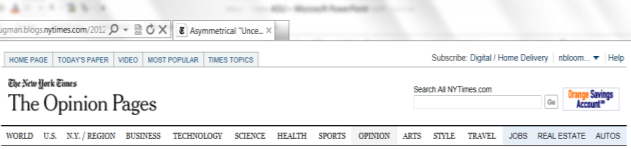 ugman.blogs.nytimes.com/2012
Asymmetrical "Unce... ×
HOME PAGE TODAY'S PAPER VIDEO MOST POPULAR TIMES TOPICS
Subscribe: Digital / Home Delivery nbloom... Help
The New York Times
The Opinion Pages
Search All NYTimes.com
Go
Orange Savings
Account
WORLD U.S. N.Y. / REGION BUSINESS TECHNOLOGY SCIENCE HEALTH SPORTS OPINION ARTS STYLE TRAVEL JOBS REAL ESTATE AUTOS